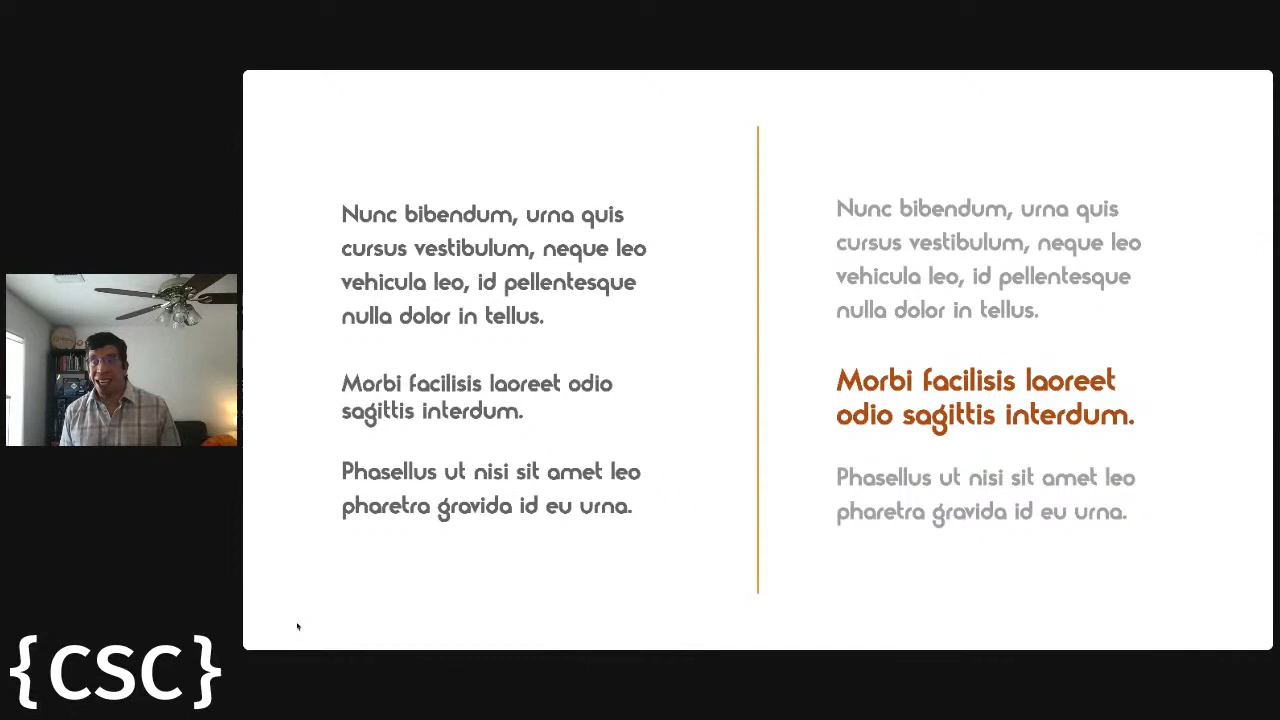 Nunc bibendum, urna quis
cursus vestibulum, neque leo
vehicula leo, id pellentesque
nulla dolor in tellus.
Morbi facilisis laoreet odio
sagittis interdum.
Phasellus ut nisi sit amet leo
pharetra gravida id eu urna.
Nunc bibendum, urna quis
cursus vestibulum, neque leo
vehicula leo, id pellentesque
nulla dolor in tellus.
Morbi facilisis laoreet
odio sagittis interdum.
Phasellus ut nisi sit amet leo
pharetra gravida id eu urna.
{CSC}